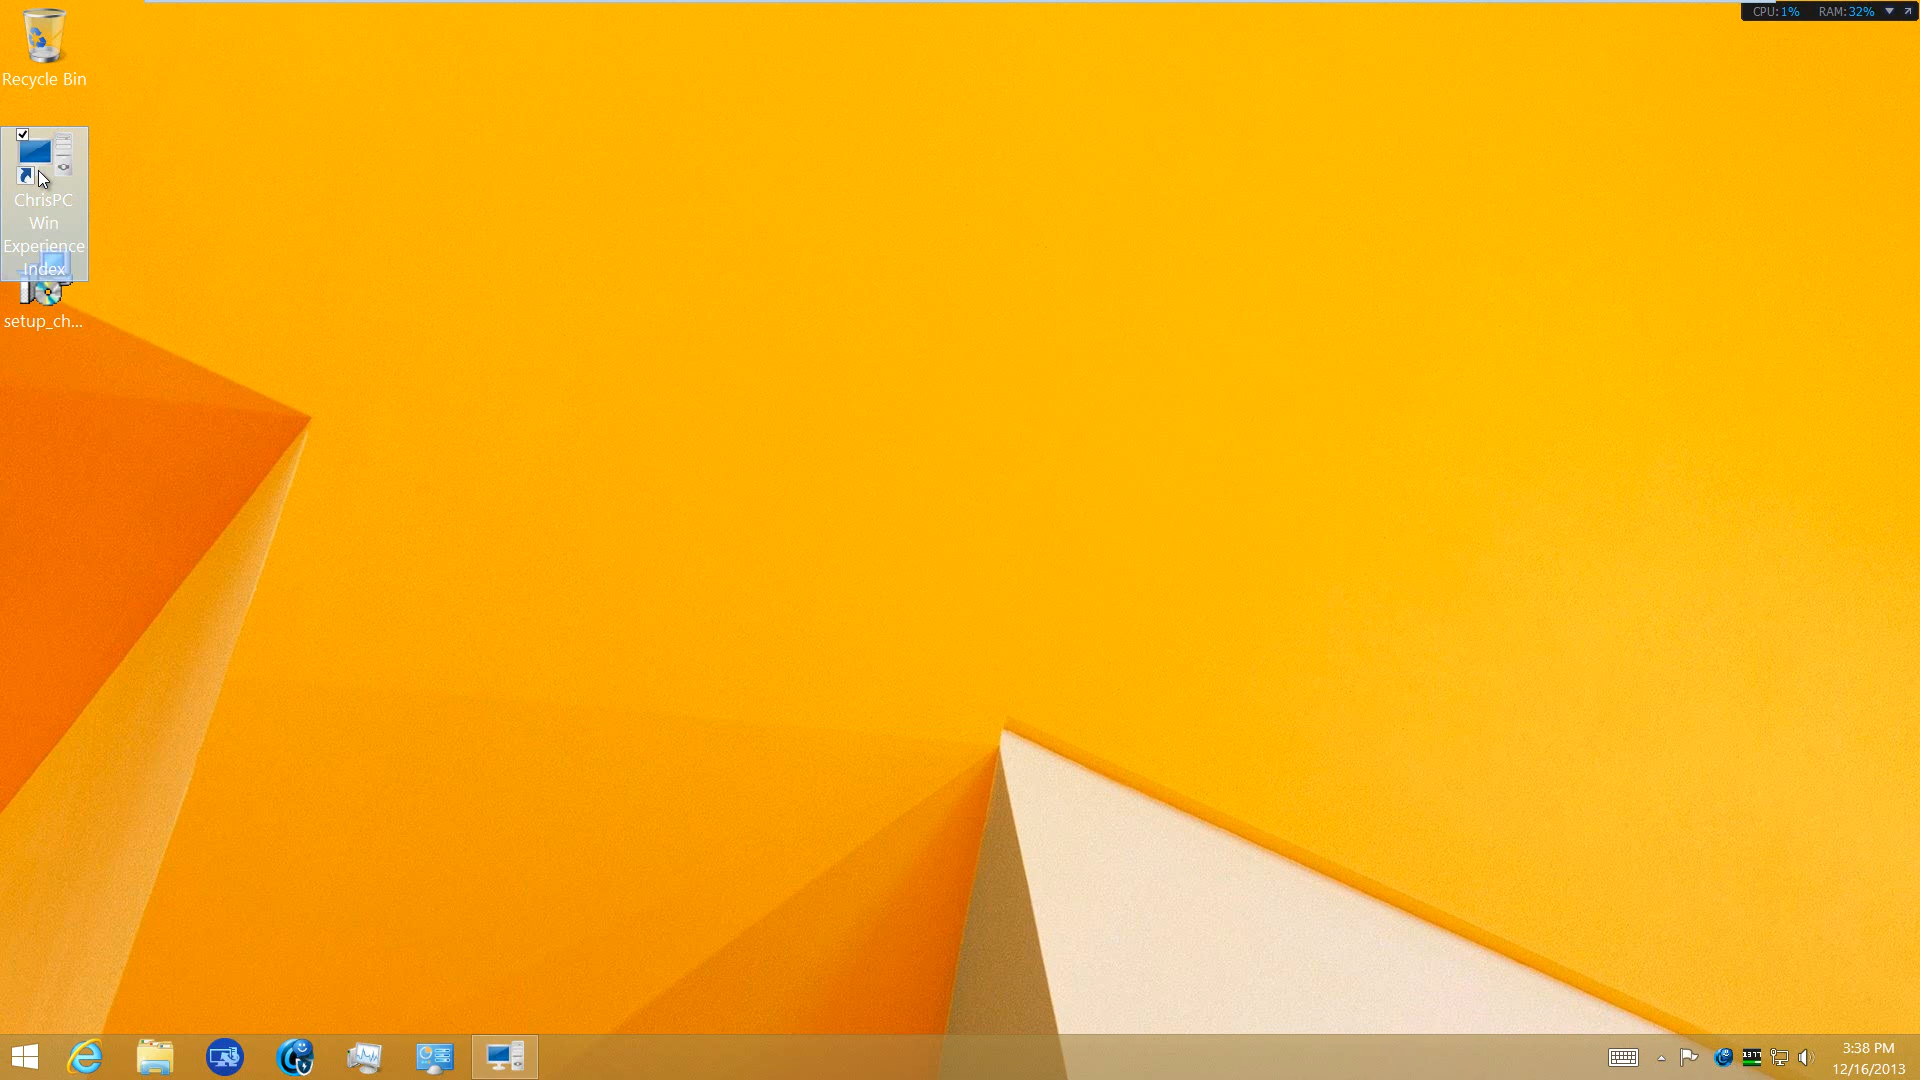 CPU: 1% RAM: 32%
Recycle Bin
ChrisPC
Win
Experience
Index
setup_ch...
3:38 PM
12/16/2013